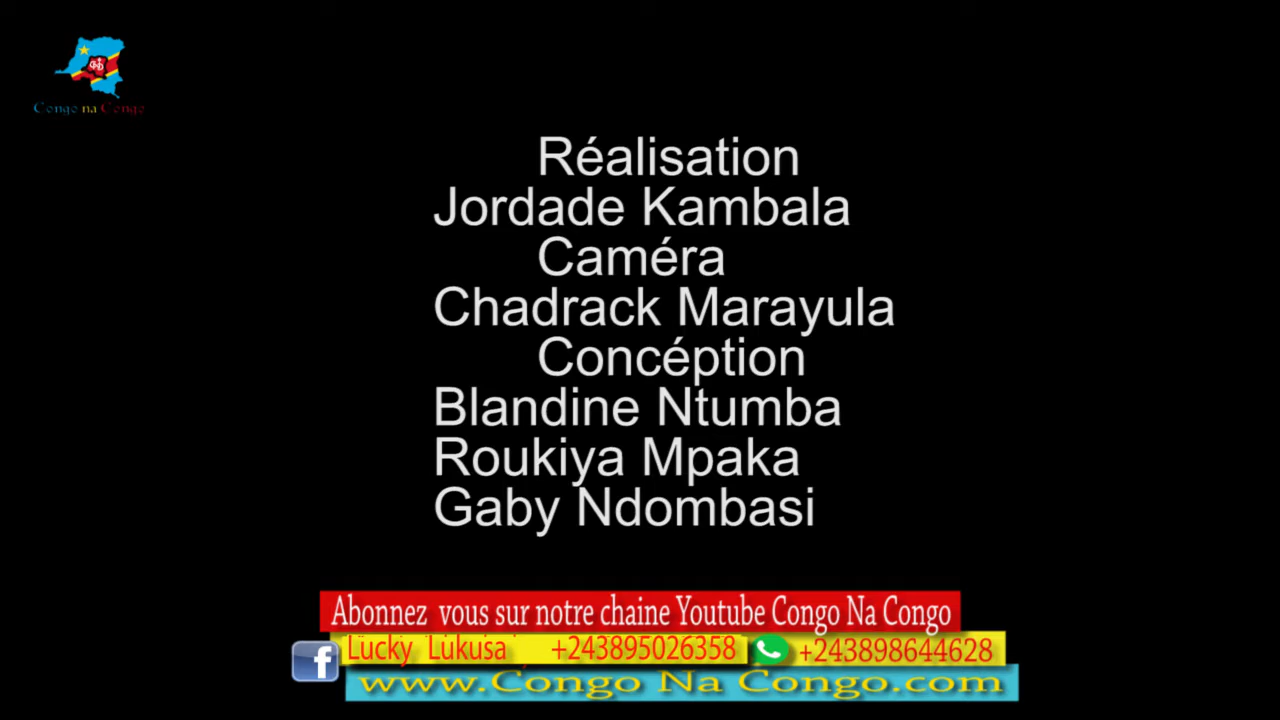 Congo na Congo
Réalisation
Jordade Kambala
Caméra
Chadrack Marayula
Concéption
Blandine Ntumba
Roukiya Mpaka
Gaby Ndombasi
Abonnez vous sur notre chaine Youtube Congo Na Congo
f Lucky Lukusa +243895026358 +243898644628
www.Congo Na Congo.com